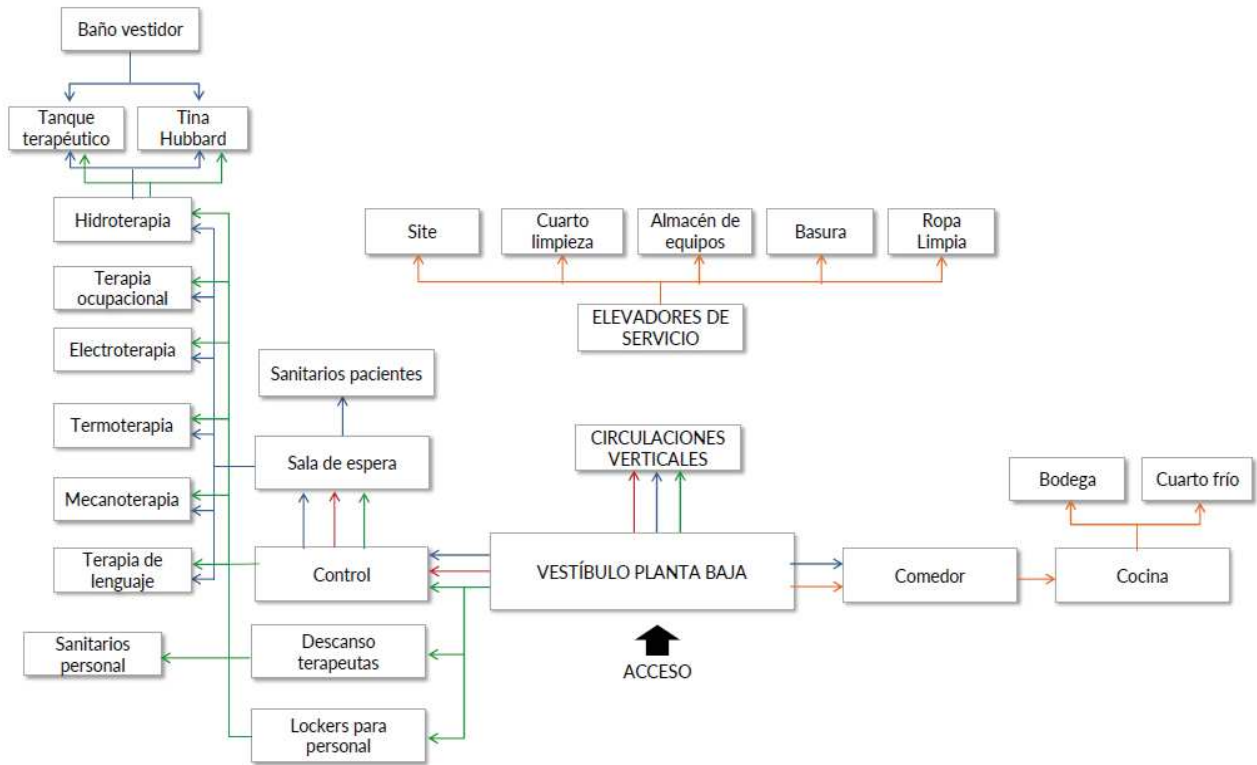 Baño vestidor
Tanque
terapéutico
Tina
Hubbard
Hidroterapia
Site
Cuarto
limpieza
Almacén de
equipos
Basura
Ropa
Limpia
Terapia
ocupacional
ELEVADORES DE
SERVICIO
Electroterapia
Sanitarios pacientes
Termoterapia
Sala de espera
CIRCULACIONES
VERTICALES
Mecanoterapia
Bodega
Cuarto frío
Terapia de
lenguaje
Control
VESTÍBULO PLANTA BAJA
Comedor
Cocina
Sanitarios
personal
Descanso
terapeutas
ACCESO
Lockers para
personal